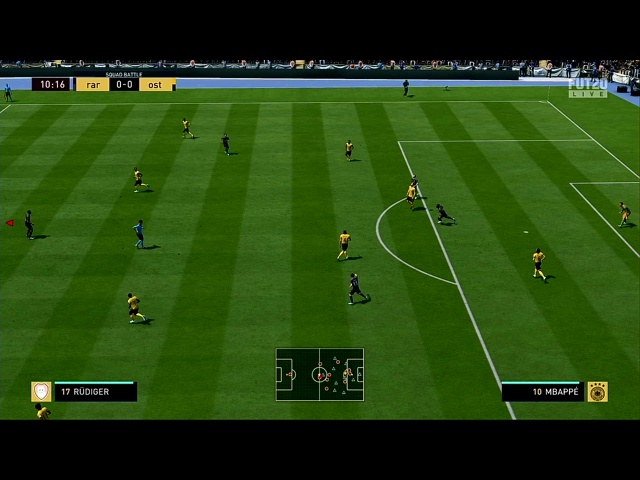 SQUAD BATTLE
10:16 rar 0-0 ost
FUT20
LIVE
17 RÜDIGER
10 MBAPPÉ